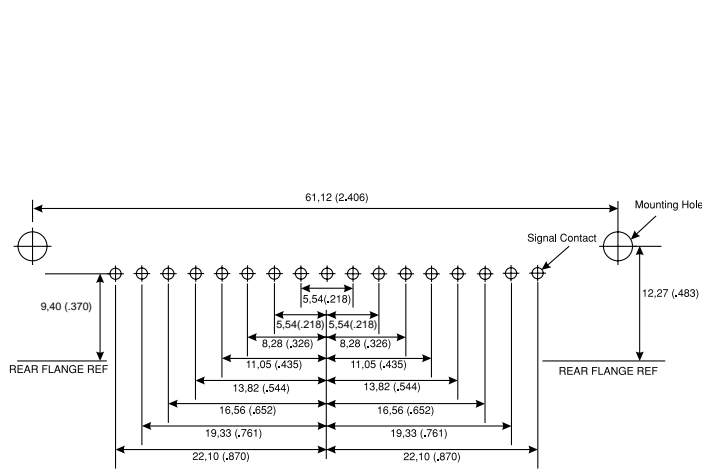 61,12 (2.406)
Mounting Hole
Signal Contact
5,54(.218)
9,40 (.370)
12,27 (.483)
5,54(.218) 5,54(.218)
8,28 (.326) 8,28 (.326)
11,05 (.435) 11,05 (.435)
REAR FLANGE REF REAR FLANGE REF
13,82 (.544) 13,82 (.544)
16,56 (.652) 16,56 (.652)
19,33 (.761) 19,33 (.761)
22,10 (.870) 22,10 (.870)